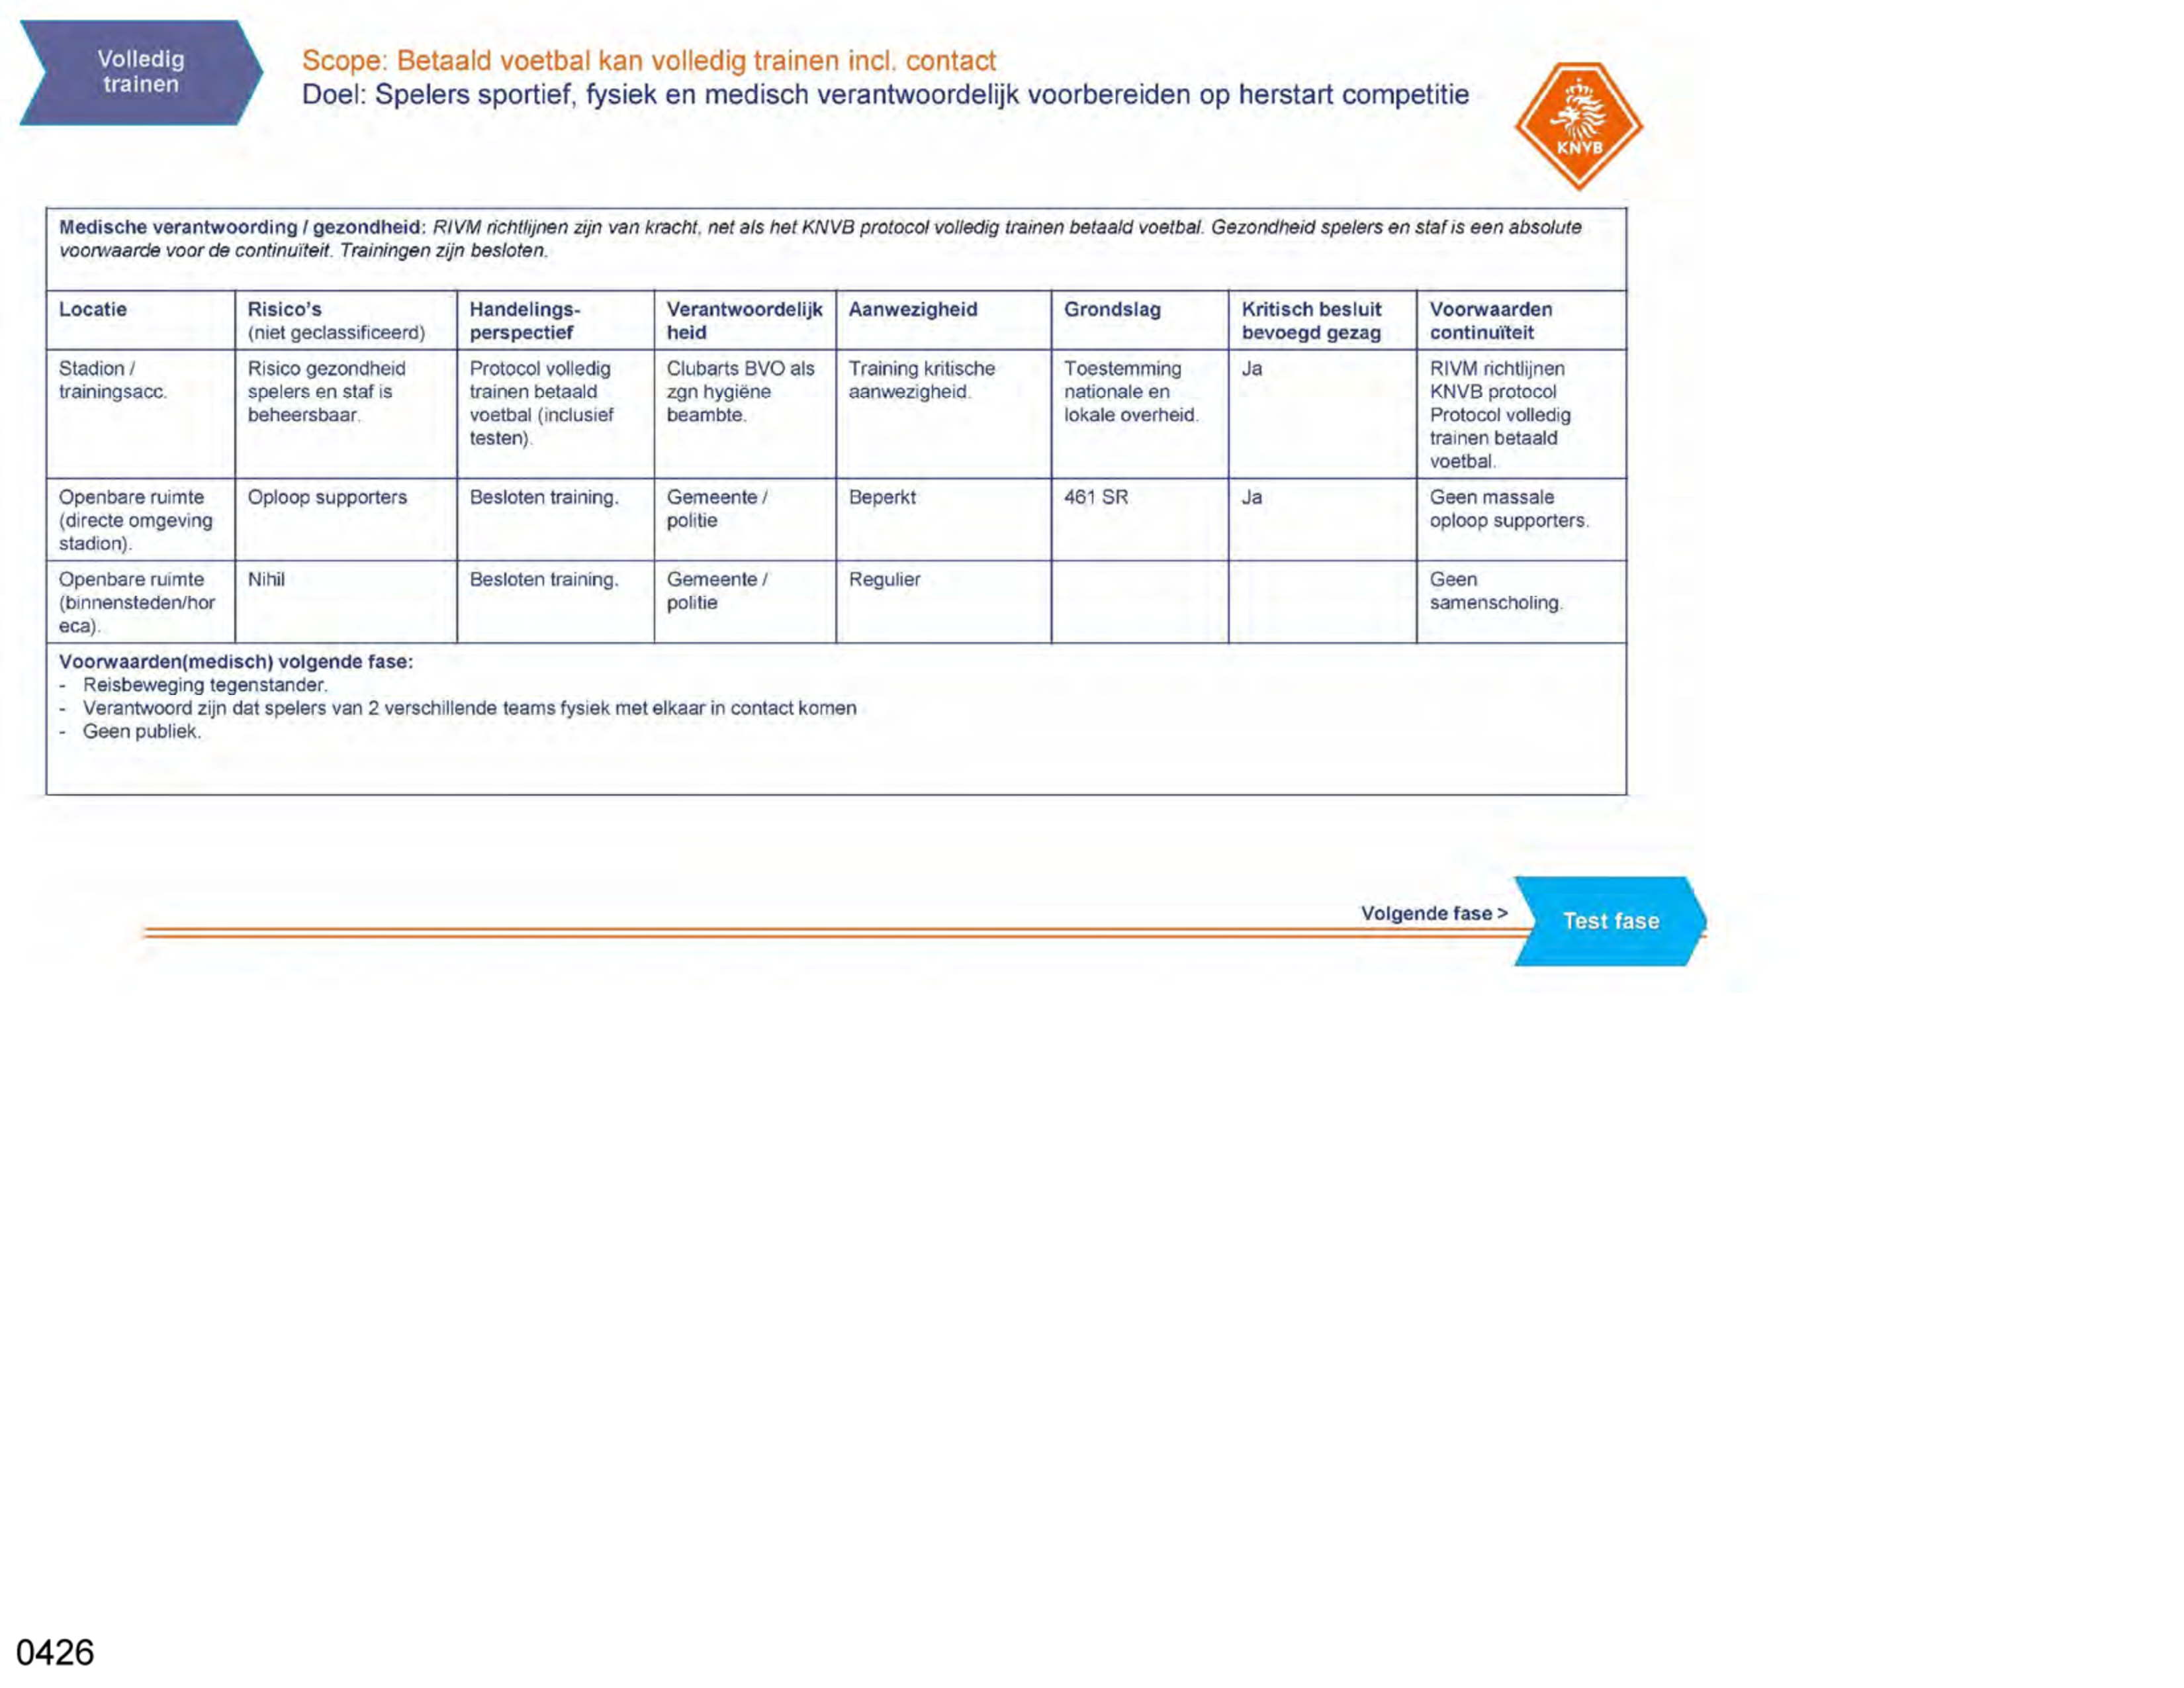 Volledig
trainen
Scope: Betaald voetbal kan volledig trainen incl. contact
Doel: Spelers sportief, fysiek en medisch verantwoordelijk voorbereiden op herstart competitie
KNVB
Medische verantwoording / gezondheid: RIVM richtlijnen zijn van kracht, net als het KNVB protocol volledig trainen betaald voetbal. Gezondheid spelers en staf is een absolute
voorwaarde voor de continuïteit. Trainingen zijn besloten.
Locatie
Risico's
(niet geclassificeerd)
Handelings-
perspectief
Verantwoordelijk
heid
Aanwezigheid
Grondslag
Kritisch besluit
bevoegd gezag
Voorwaarden
continuïteit
Stadion /
trainingsacc.
Risico gezondheid
spelers en staf is
beheersbaar.
Protocol volledig
trainen betaald
voetbal (inclusief
testen).
Clubarts BVO als
zgn hygiëne
beambte.
Training kritische
aanwezigheid.
Toestemming
nationale en
lokale overheid.
Ja
RIVM richtlijnen
KNVB protocol
Protocol volledig
trainen betaald
voetbal.
Openbare ruimte
(directe omgeving
stadion).
Oploop supporters
Besloten training.
Gemeente /
politie
Beperkt
461 SR
Ja
Geen massale
oploop supporters.
Openbare ruimte
(binnensteden/hor
eca).
Nihil
Besloten training.
Gemeente /
politie
Regulier
Geen
samenscholing.
Voorwaarden(medisch) volgende fase:
- Reisbeweging tegenstander.
- Verantwoord zijn dat spelers van 2 verschillende teams fysiek met elkaar in contact komen
- Geen publiek.
Volgende fase >
Test fase
0426